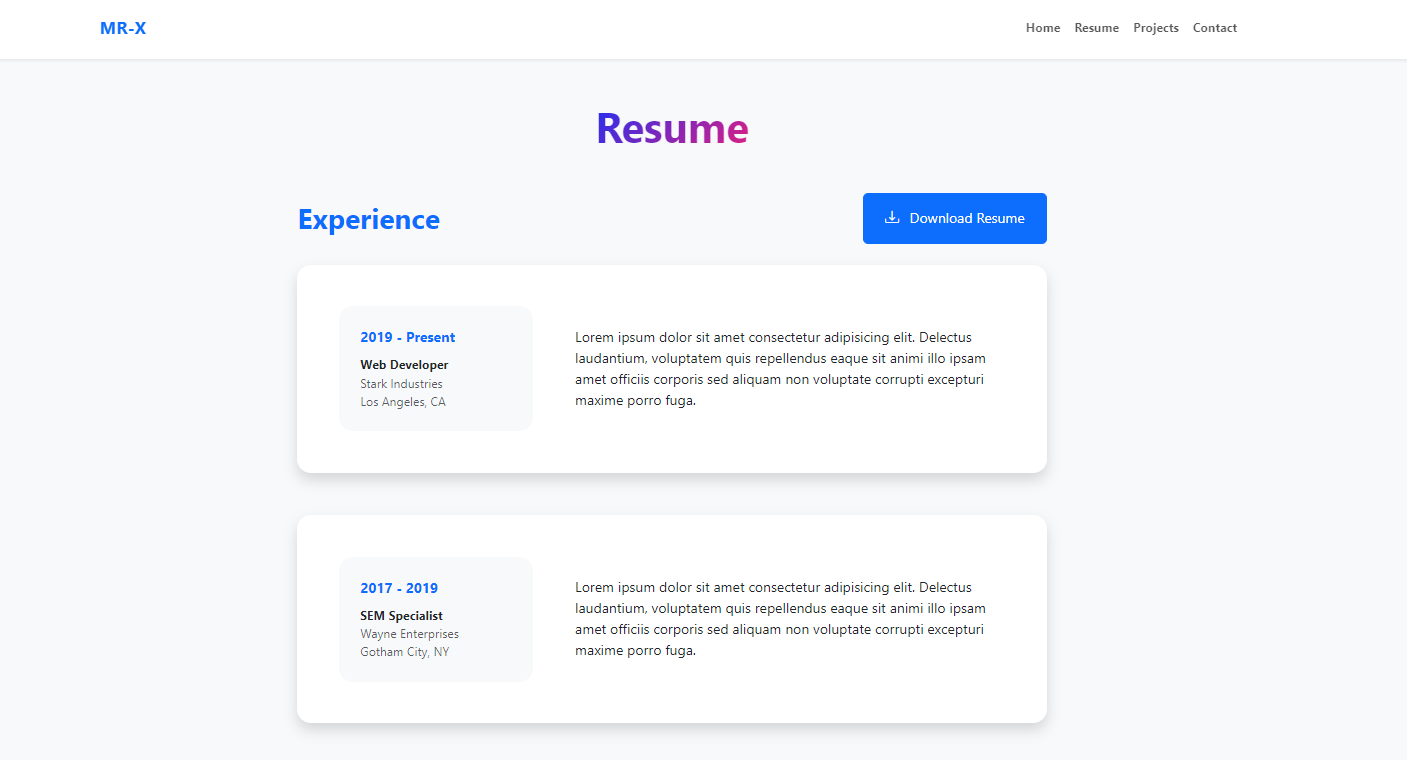 MR-X
Home Resume Projects Contact
Resume
Experience
Download Resume
2019 - Present
Web Developer
Stark Industries
Los Angeles, CA
Lorem ipsum dolor sit amet consectetur adipisicing elit. Delectus
laudantium, voluptatem quis repellendus eaque sit animi illo ipsam
amet officiis corporis sed aliquam non voluptate corrupti excepturi
maxime porro fuga.
2017 - 2019
SEM Specialist
Wayne Enterprises
Gotham City, NY
Lorem ipsum dolor sit amet consectetur adipisicing elit. Delectus
laudantium, voluptatem quis repellendus eaque sit animi illo ipsam
amet officiis corporis sed aliquam non voluptate corrupti excepturi
maxime porro fuga.